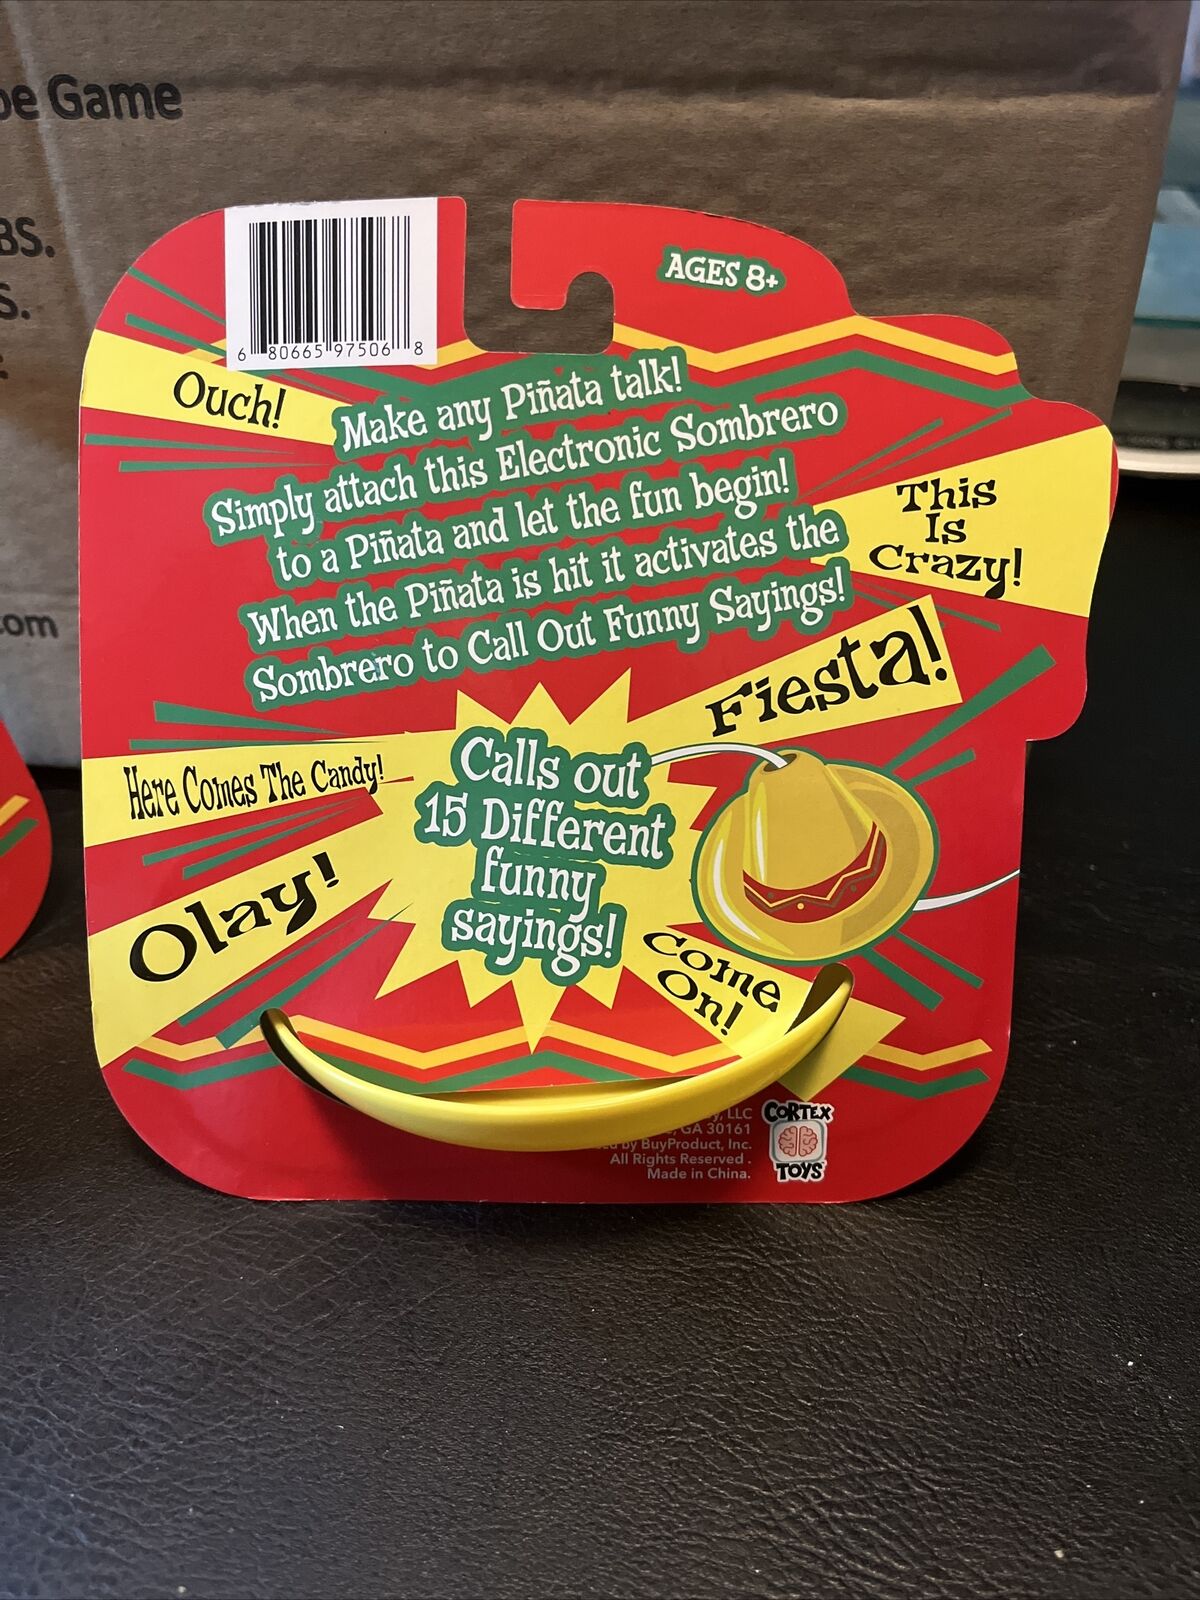 Game
BS.
S.
com
6 80665 97506 8
AGES 8+
Ouch!
Make any Piñata talk!
Simply attach this Electronic Sombrero
to a Piñata and let the fun begin!
When the Piñata is hit it activates the
Sombrero to Call Out Funny Sayings!
This
Is
Crazy!
Fiesta!
Here Comes The Candy!
Calls out
15 Different
funny
sayings!
Olay!
Come
On!
LLC
GA 30161
by BuyProduct, Inc.
All Rights Reserved .
Made in China.
CORTEX
TOYS